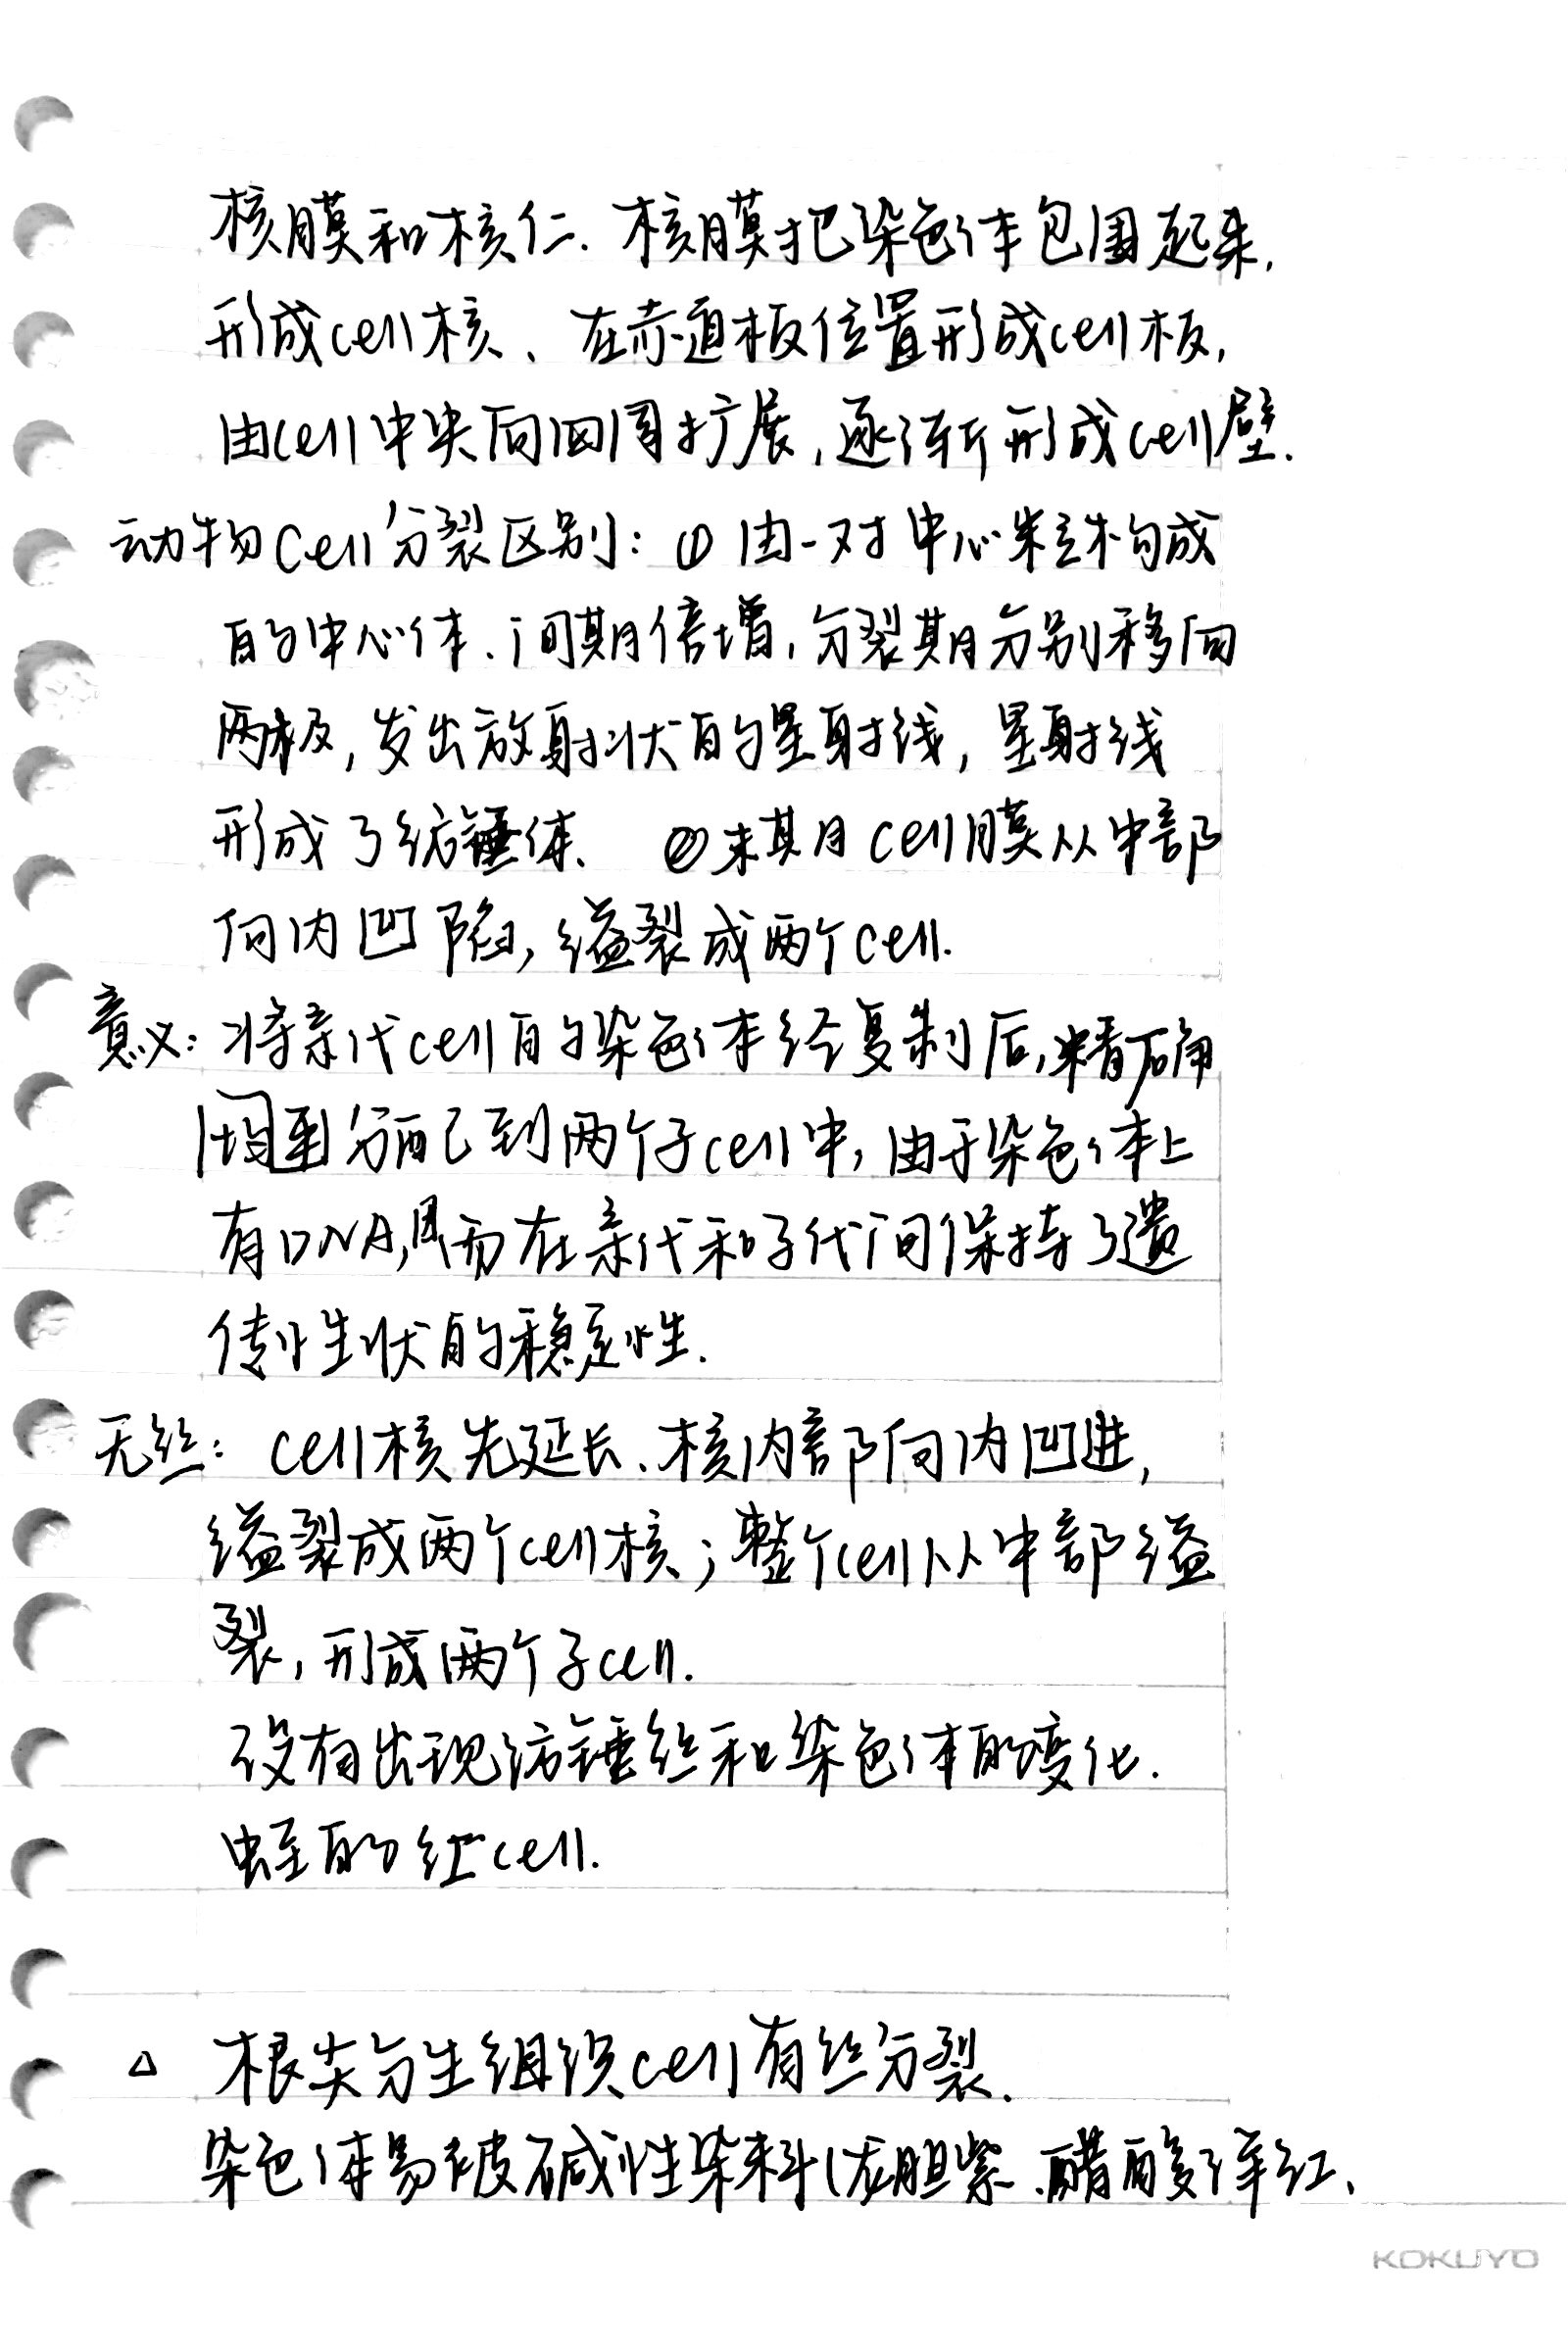 核膜和核仁.核膜把染色体包围起来,
形成cell核、在赤道板位置形成cell板,
由cell中央向四周扩展,逐渐形成cell壁.
动物Cell分裂区别:① 由一对中心粒构成
的中心体、间期倍增,分裂期分别移向
两极,发出放射状的星射线,星射线
形成了纺锤体、 ②末期cell膜从中部
向内凹陷,缢裂成两个cell.
意义:将亲代cell的染色体经复制后,精确
分配到两个子cell中,由于染色体上
有DNA,因而在亲代和子代间保持了遗
传性状的稳定性.
无丝:cell核先延长、核内部向内凹进,
缢裂成两个cell核;整个cell从中部缢
裂,形成两个子cell.
没有出现纺锤丝和染色体的变化.
蛙的红cell.
△ 根尖分生组织cell有丝分裂.
染色体易被碱性染料(龙胆紫、醋酸洋红、
KOKUYO